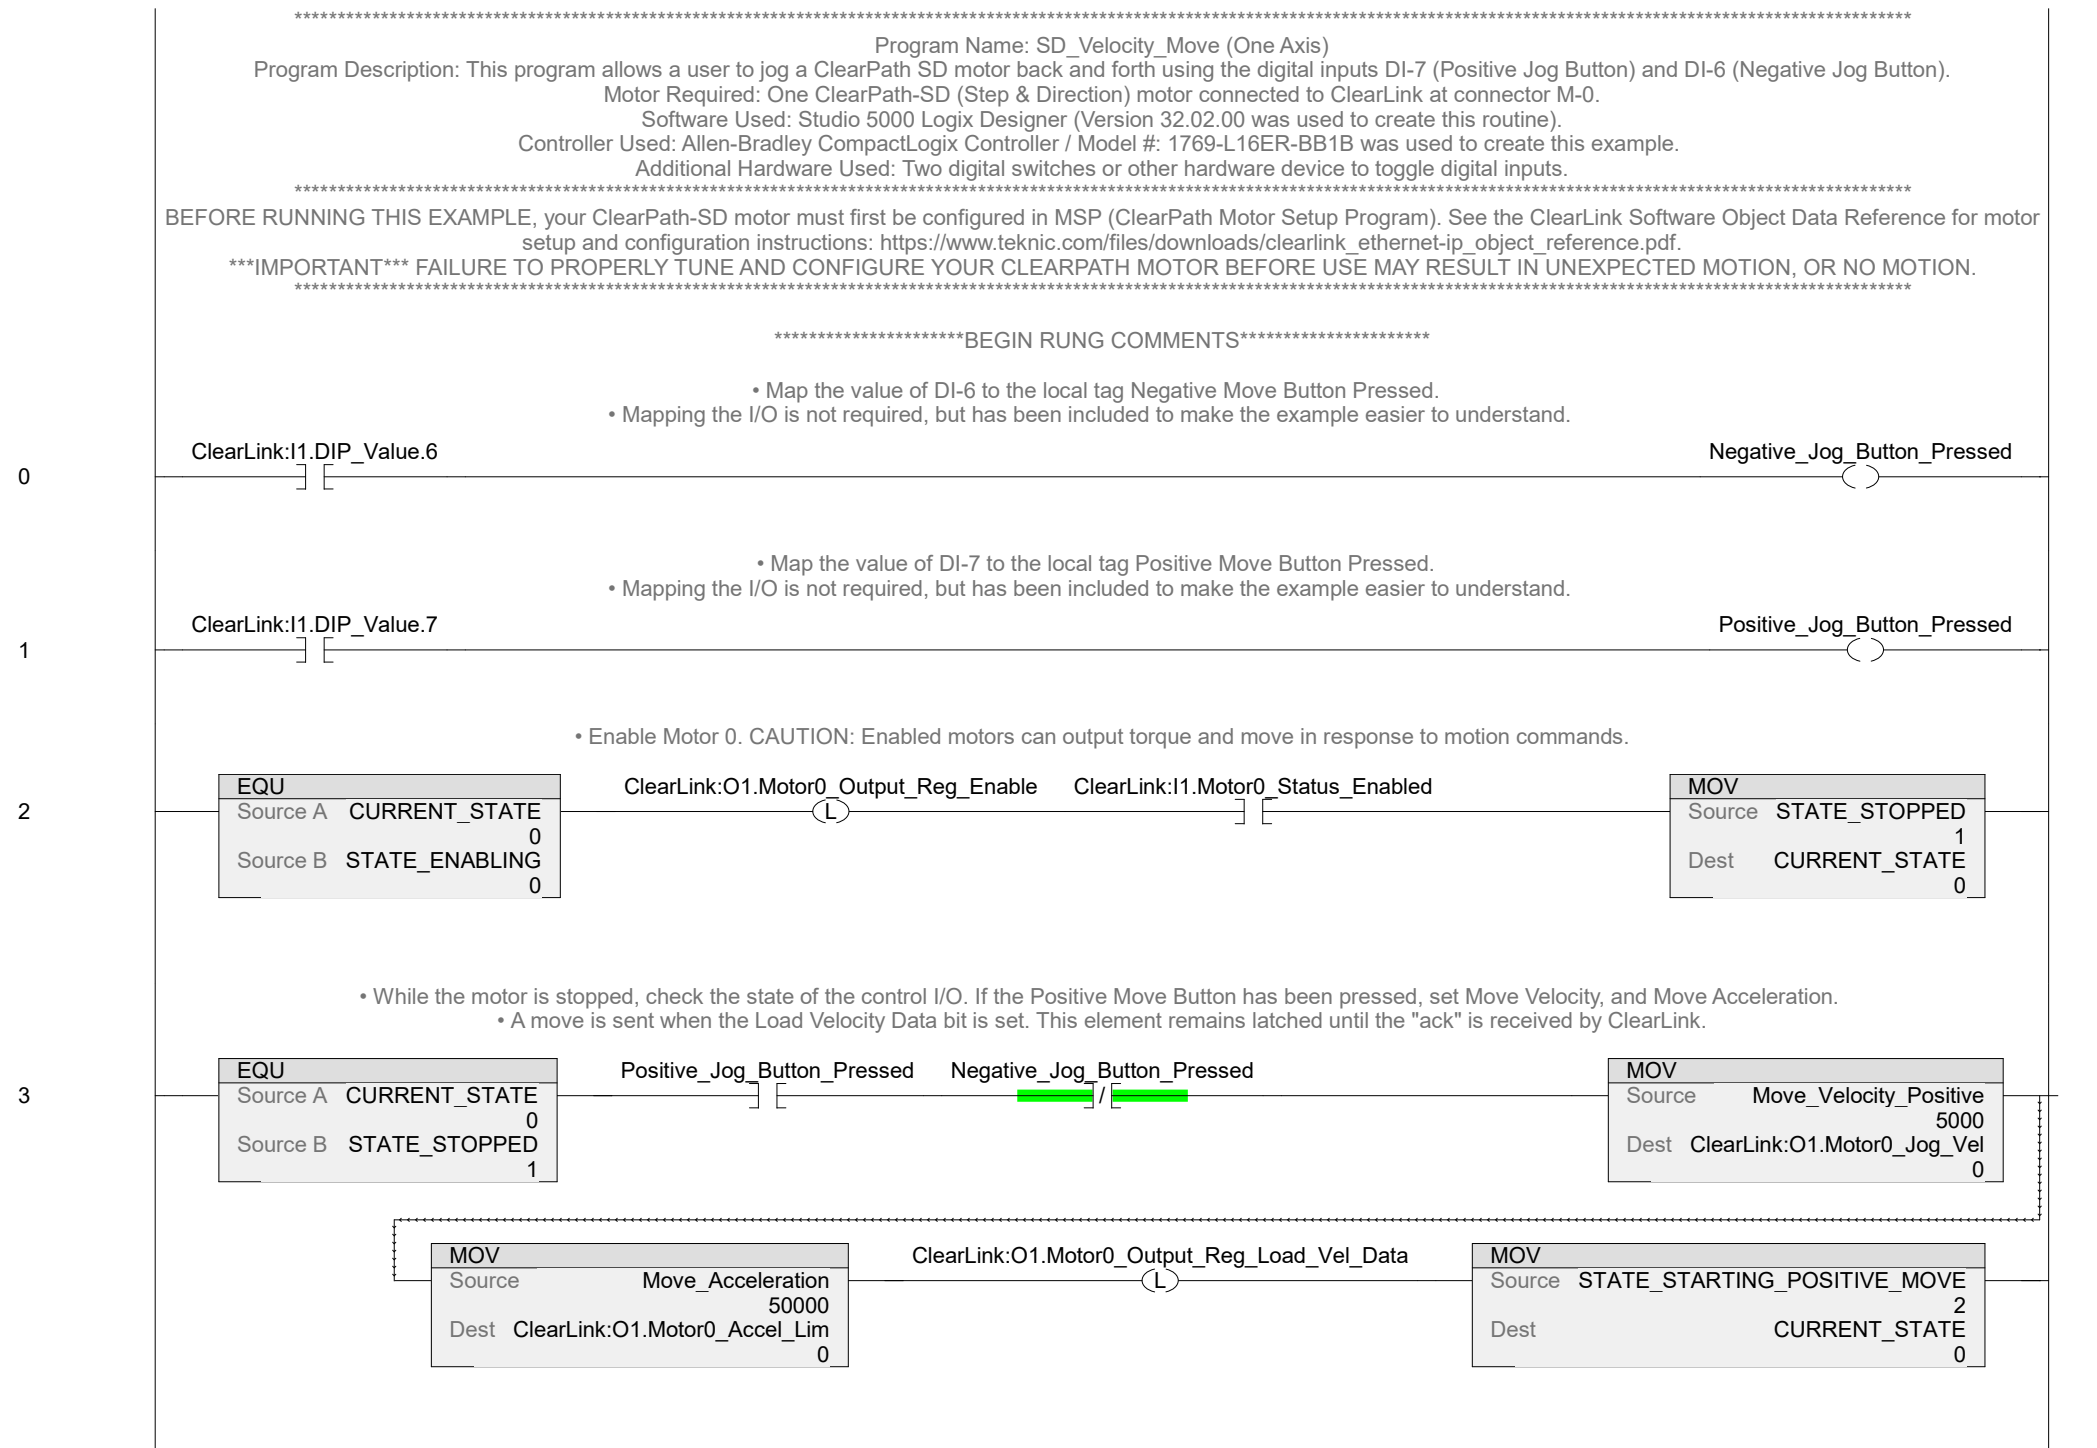 ****************************************************************************************************************************************************************************************
Program Name: SD_Velocity_Move (One Axis)
Program Description: This program allows a user to jog a ClearPath SD motor back and forth using the digital inputs DI-7 (Positive Jog Button) and DI-6 (Negative Jog Button).
Motor Required: One ClearPath-SD (Step & Direction) motor connected to ClearLink at connector M-0.
Software Used: Studio 5000 Logix Designer (Version 32.02.00 was used to create this routine).
Controller Used: Allen-Bradley CompactLogix Controller / Model #: 1769-L16ER-BB1B was used to create this example.
Additional Hardware Used: Two digital switches or other hardware device to toggle digital inputs.
****************************************************************************************************************************************************************************************
BEFORE RUNNING THIS EXAMPLE, your ClearPath-SD motor must first be configured in MSP (ClearPath Motor Setup Program). See the ClearLink Software Object Data Reference for motor
setup and configuration instructions: https://www.teknic.com/files/downloads/clearlink_ethernet-ip_object_reference.pdf.
***IMPORTANT*** FAILURE TO PROPERLY TUNE AND CONFIGURE YOUR CLEARPATH MOTOR BEFORE USE MAY RESULT IN UNEXPECTED MOTION, OR NO MOTION.
****************************************************************************************************************************************************************************************
**********************BEGIN RUNG COMMENTS**********************
• Map the value of DI-6 to the local tag Negative Move Button Pressed.
• Mapping the I/O is not required, but has been included to make the example easier to understand.
ClearLink:I1.DIP_Value.6 Negative_Jog_Button_Pressed
0
• Map the value of DI-7 to the local tag Positive Move Button Pressed.
• Mapping the I/O is not required, but has been included to make the example easier to understand.
ClearLink:I1.DIP_Value.7 Positive_Jog_Button_Pressed
1
• Enable Motor 0. CAUTION: Enabled motors can output torque and move in response to motion commands.
2
EQU
Source A CURRENT_STATE
0
Source B STATE_ENABLING
0
ClearLink:O1.Motor0_Output_Reg_Enable
L
ClearLink:I1.Motor0_Status_Enabled
MOV
Source STATE_STOPPED
1
Dest CURRENT_STATE
0
• While the motor is stopped, check the state of the control I/O. If the Positive Move Button has been pressed, set Move Velocity, and Move Acceleration.
• A move is sent when the Load Velocity Data bit is set. This element remains latched until the "ack" is received by ClearLink.
3
EQU
Source A CURRENT_STATE
0
Source B STATE_STOPPED
1
Positive_Jog_Button_Pressed
Negative_Jog_Button_Pressed
/
MOV
Source Move_Velocity_Positive
5000
Dest ClearLink:O1.Motor0_Jog_Vel
0
MOV
Source Move_Acceleration
50000
Dest ClearLink:O1.Motor0_Accel_Lim
0
ClearLink:O1.Motor0_Output_Reg_Load_Vel_Data
L
MOV
Source STATE_STARTING_POSITIVE_MOVE
2
Dest CURRENT_STATE
0